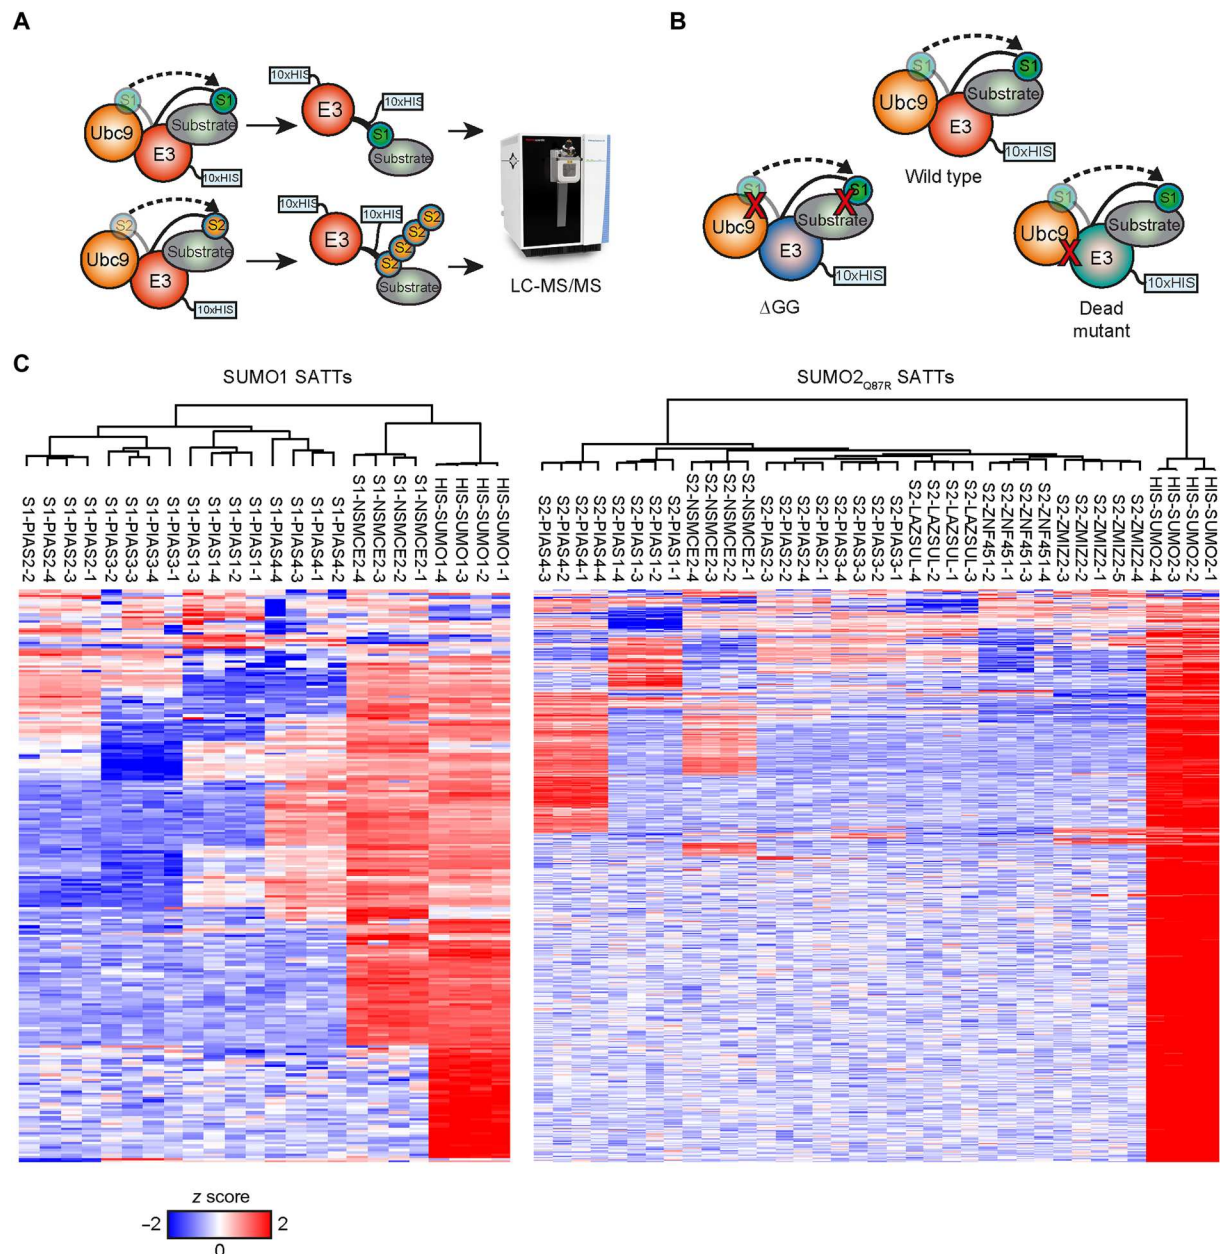 A
B
S1
S1
Ubc9
Substrate
E3
10xHIS
10xHIS
E3
10xHIS
S1
Substrate
S2
S2
Ubc9
Substrate
E3
10xHIS
10xHIS
E3
10xHIS
S2
S2
S2
S2
Substrate
LC-MS/MS
S1
S1
Ubc9
Substrate
E3
10xHIS
Wild type
S1
S1
X
X
Ubc9
Substrate
E3
10xHIS
ΔGG
S1
S1
Ubc9
Substrate
X
E3
10xHIS
Dead
mutant
C
SUMO1 SATTs
SUMO2Q87R SATTs
S1-PIAS2-2
S1-PIAS2-4
S1-PIAS2-3
S1-PIAS2-1
S1-PIAS3-2
S1-PIAS3-3
S1-PIAS3-4
S1-PIAS3-1
S1-PIAS1-3
S1-PIAS1-4
S1-PIAS1-2
S1-PIAS1-1
S1-PIAS4-4
S1-PIAS4-3
S1-PIAS4-1
S1-PIAS4-2
S1-NSMCE2-4
S1-NSMCE2-3
S1-NSMCE2-2
S1-NSMCE2-1
HIS-SUMO1-4
HIS-SUMO1-3
HIS-SUMO1-2
HIS-SUMO1-1
S2-PIAS4-3
S2-PIAS4-2
S2-PIAS4-1
S2-PIAS4-4
S2-PIAS1-4
S2-PIAS1-3
S2-PIAS1-2
S2-PIAS1-1
S2-NSMCE2-4
S2-NSMCE2-3
S2-NSMCE2-2
S2-NSMCE2-1
S2-PIAS2-3
S2-PIAS2-2
S2-PIAS2-4
S2-PIAS2-1
S2-PIAS3-4
S2-PIAS3-3
S2-PIAS3-2
S2-PIAS3-1
S2-LAZSUL-4
S2-LAZSUL-2
S2-LAZSUL-1
S2-LAZSUL-3
S2-ZNF451-2
S2-ZNF451-1
S2-ZNF451-3
S2-ZNF451-4
S2-ZMIZ2-3
S2-ZMIZ2-2
S2-ZMIZ2-1
S2-ZMIZ2-5
S2-ZMIZ2-4
HIS-SUMO2-4
HIS-SUMO2-3
HIS-SUMO2-2
HIS-SUMO2-1
z score
−2
2
0